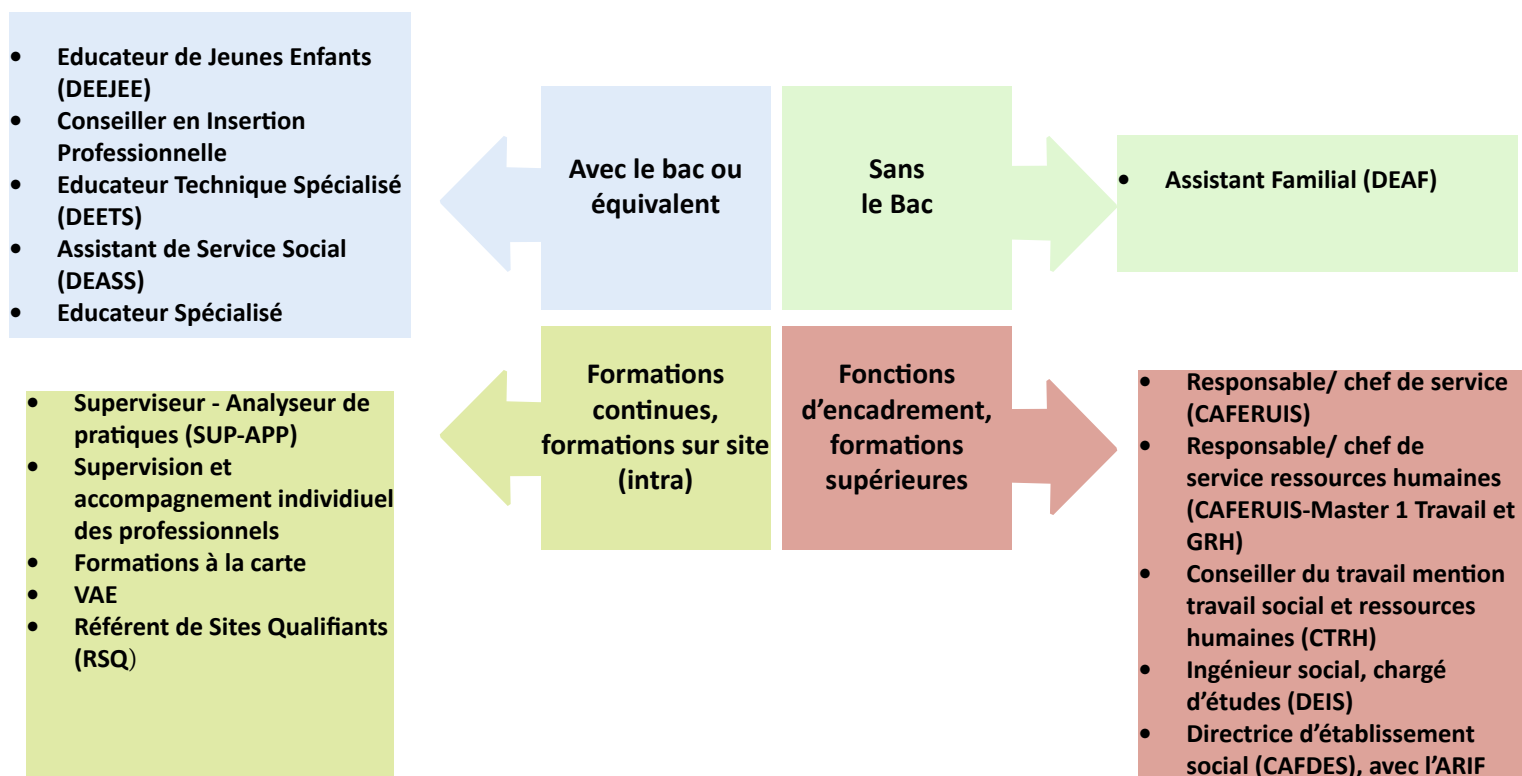 • Educateur de Jeunes Enfants
(DEEJEE)
• Conseiller en Insertion
Professionnelle
• Educateur Technique Spécialisé
(DEETS)
• Assistant de Service Social
(DEASS)
• Educateur Spécialisé
Avec le bac ou
équivalent
Sans
le Bac
• Assistant Familial (DEAF)
• Superviseur - Analyseur de
pratiques (SUP-APP)
• Supervision et
accompagnement individiuel
des professionnels
• Formations à la carte
• VAE
• Référent de Sites Qualifiants
(RSQ)
Formations
continues,
formations sur site
(intra)
Fonctions
d’encadrement,
formations
supérieures
• Responsable/ chef de service
(CAFERUIS)
• Responsable/ chef de
service ressources humaines
(CAFERUIS-Master 1 Travail et
GRH)
• Conseiller du travail mention
travail social et ressources
humaines (CTRH)
• Ingénieur social, chargé
d’études (DEIS)
• Directrice d’établissement
social (CAFDES), avec l’ARIF